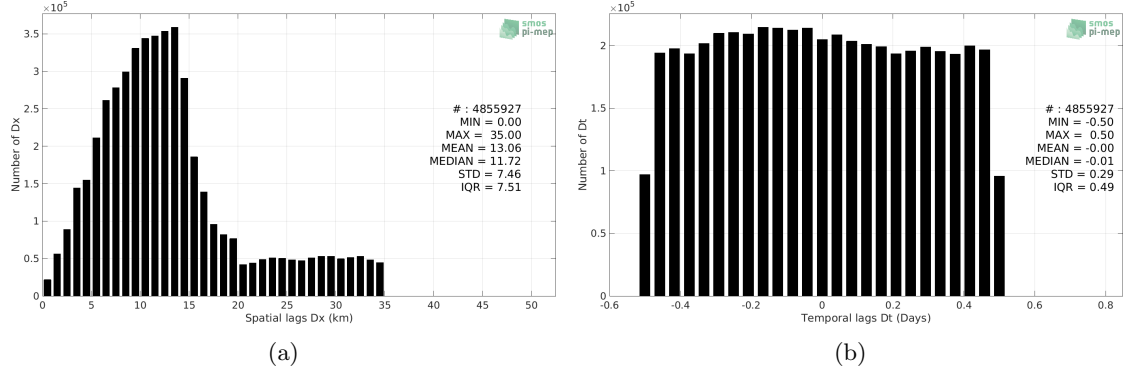 ×10⁵
3.5
3
2.5
2
1.5
1
0.5
0
Number of Dx
0 5 10 15 20 25 30 35 40 45 50
Spatial lags Dx (km)
smos
pi-mep
# : 4855927
MIN = 0.00
MAX = 35.00
MEAN = 13.06
MEDIAN = 11.72
STD = 7.46
IQR = 7.51
(a)
×10⁵
2
1.5
1
0.5
0
Number of Dt
-0.6 -0.4 -0.2 0 0.2 0.4 0.6 0.8
Temporal lags Dt (Days)
smos
pi-mep
# : 4855927
MIN = -0.50
MAX = 0.50
MEAN = -0.00
MEDIAN = -0.01
STD = 0.29
IQR = 0.49
(b)